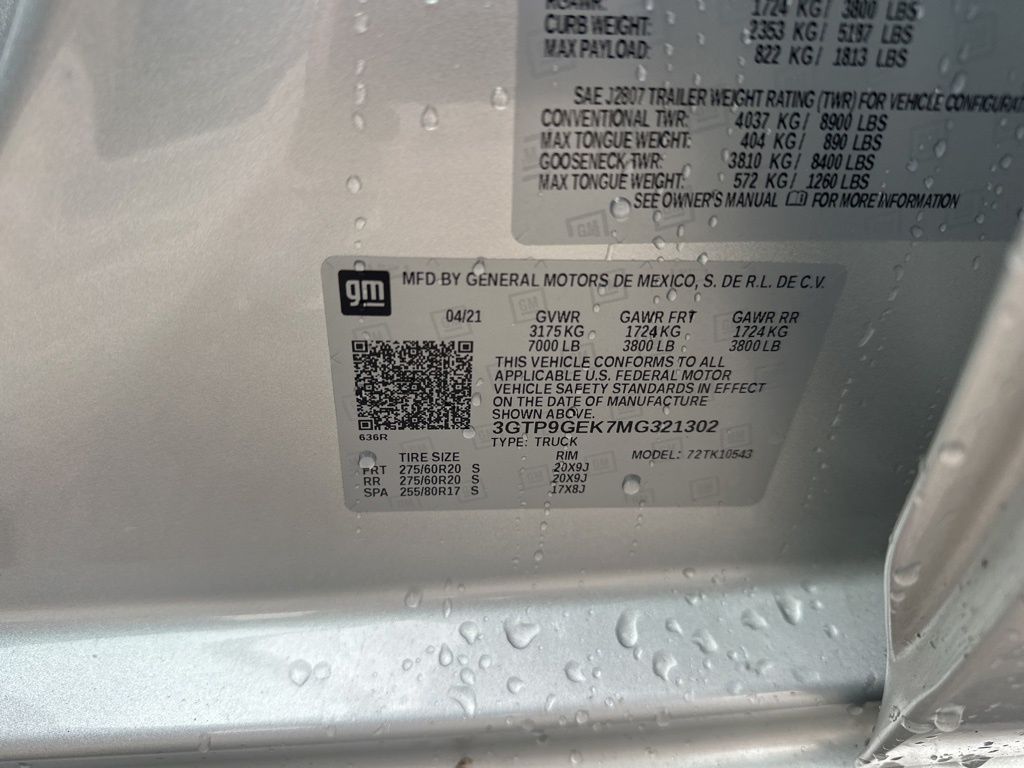 RGAWR: 1724 KG/ 3800 LBS
CURB WEIGHT: 2353 KG/ 5187 LBS
MAX PAYLOAD: 822 KG/ 1813 LBS
SAE J2807 TRAILER WEIGHT RATING (TWR) FOR VEHICLE
CONVENTIONAL TWR: 4037 KG/ 8900 LBS
MAX TONGUE WEIGHT: 404 KG/ 890 LBS
GOOSENECK TWR: 3810 KG/ 8400 LBS
MAX TONGUE WEIGHT: 572 KG/ 1260 LBS
SEE OWNER'S MANUAL FOR MORE INFORMATION
gm MFD BY GENERAL MOTORS DE MEXICO, S. DE R.L. DE C.V.
04/21 GVWR GAWR FRT GAWR RR
3175 KG 1724 KG 1724 KG
7000 LB 3800 LB 3800 LB
THIS VEHICLE CONFORMS TO ALL
APPLICABLE U.S. FEDERAL MOTOR
VEHICLE SAFETY STANDARDS IN EFFECT
ON THE DATE OF MANUFACTURE
SHOWN ABOVE.
3GTP9GEK7MG321302
636R
TYPE: TRUCK
TIRE SIZE RIM MODEL: 72TK10543
FRT 275/60R20 S 20X9J
RR 275/60R20 S 20X9J
SPA 255/80R17 S 17X8J